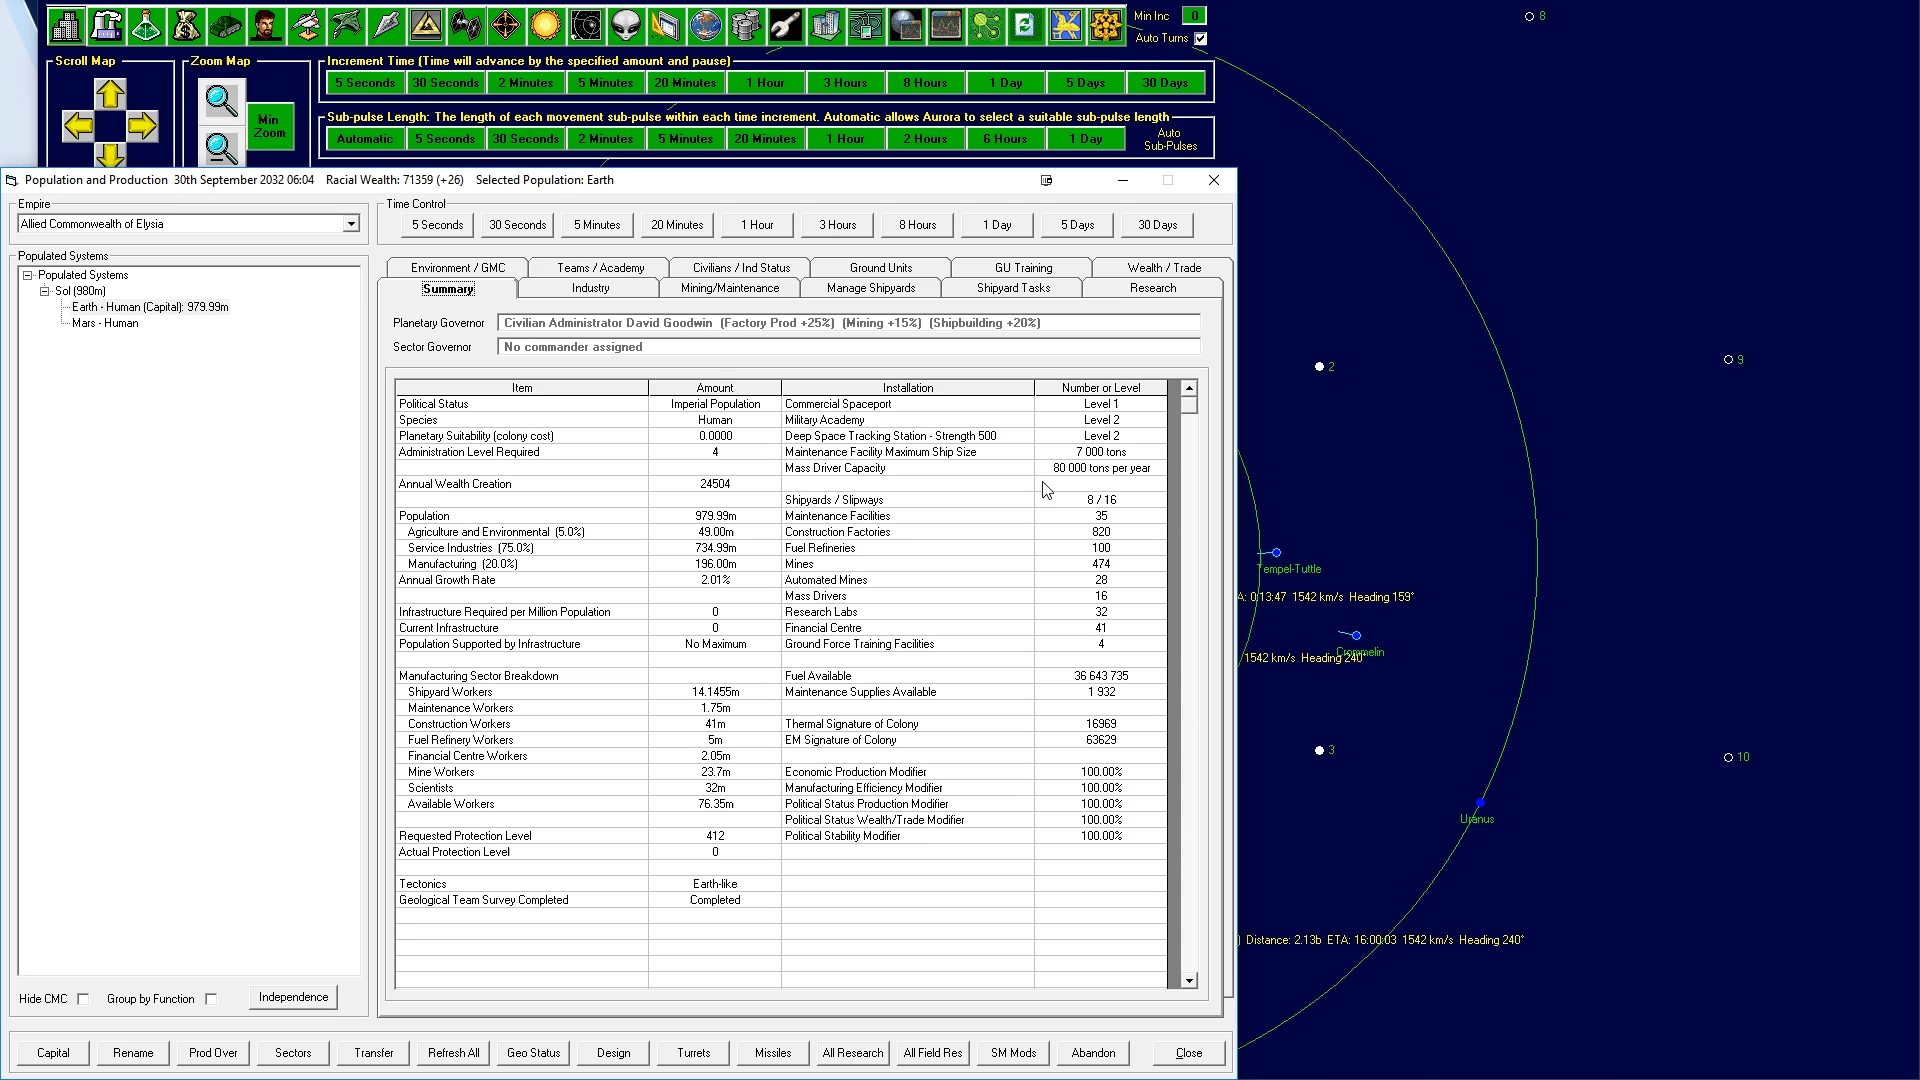 Min Inc 0
Auto Turns
Scroll Map
Zoom Map
Min Zoom
Increment Time (Time will advance by the specified amount and pause)
5 Seconds 30 Seconds 2 Minutes 5 Minutes 20 Minutes 1 Hour 3 Hours 8 Hours 1 Day 5 Days 30 Days
Sub-pulse Length: The length of each movement sub-pulse within each time increment. Automatic allows Aurora to select a suitable sub-pulse length
Automatic 5 Seconds 30 Seconds 2 Minutes 5 Minutes 20 Minutes 1 Hour 2 Hours 6 Hours 1 Day
Auto Sub-Pulses
Population and Production 30th September 2032 06:04 Racial Wealth: 71359 (+26) Selected Population: Earth
Empire
Allied Commonwealth of Elysia
Populated Systems
Populated Systems
Sol (980m)
Earth - Human (Capital): 979.99m
Mars - Human
Hide CMC
Group by Function
Independence
Time Control
5 Seconds 30 Seconds 5 Minutes 20 Minutes 1 Hour 3 Hours 8 Hours 1 Day 5 Days 30 Days
Environment / GMC Teams / Academy Civilians / Ind Status Ground Units GU Training Wealth / Trade
Summary Industry Mining/Maintenance Manage Shipyards Shipyard Tasks Research
Planetary Governor Civilian Administrator David Goodwin (Factory Prod +25%) (Mining +15%) (Shipbuilding +20%)
Sector Governor No commander assigned
Item Amount Installation Number or Level
Political Status Imperial Population Commercial Spaceport Level 1
Species Human Military Academy Level 2
Planetary Suitability (colony cost) 0.0000 Deep Space Tracking Station - Strength 500 Level 2
Administration Level Required 4 Maintenance Facility Maximum Ship Size 7 000 tons
Mass Driver Capacity 80 000 tons per year
Annual Wealth Creation 24504
Shipyards / Slipways 8 / 16
Population 979.99m Maintenance Facilities 35
Agriculture and Environmental (5.0%) 49.00m Construction Factories 820
Service Industries (75.0%) 734.99m Fuel Refineries 100
Manufacturing (20.0%) 196.00m Mines 474
Annual Growth Rate 2.01% Automated Mines 28
Mass Drivers 16
Infrastructure Required per Million Population 0 Research Labs 32
Current Infrastructure 0 Financial Centre 41
Population Supported by Infrastructure No Maximum Ground Force Training Facilities 4
Manufacturing Sector Breakdown Fuel Available 36 643 735
Shipyard Workers 14.1455m Maintenance Supplies Available 1 932
Maintenance Workers 1.75m
Construction Workers 41m Thermal Signature of Colony 16969
Fuel Refinery Workers 5m EM Signature of Colony 63629
Financial Centre Workers 2.05m
Mine Workers 23.7m Economic Production Modifier 100.00%
Scientists 32m Manufacturing Efficiency Modifier 100.00%
Available Workers 76.35m Political Status Production Modifier 100.00%
Political Status Wealth/Trade Modifier 100.00%
Requested Protection Level 412 Political Stability Modifier 100.00%
Actual Protection Level 0
Tectonics Earth-like
Geological Team Survey Completed Completed
Capital Rename Prod Over Sectors Transfer Refresh All Geo Status Design Turrets Missiles All Research All Field Res SM Mods Abandon Close
8
2
9
Tempel-Tuttle
A: 0:13:47 1542 km/s Heading 159°
Crommelin
1542 km/s Heading 240°
3
10
Uranus
) Distance: 2.13b ETA: 16:00:03 1542 km/s Heading 240°